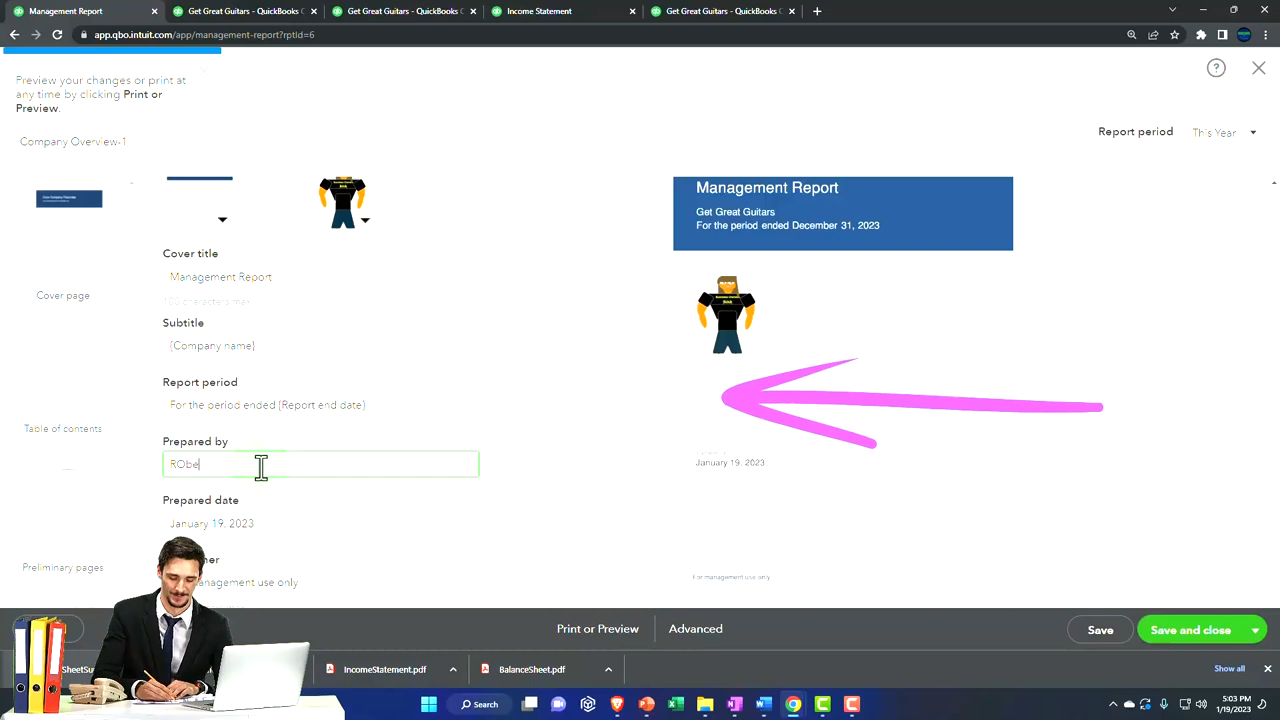 Management Report
Get Great Guitars - QuickBooks O
Get Great Guitars - QuickBooks O
Income Statement
Get Great Guitars - QuickBooks O
app.qbo.intuit.com/app/management-report?rptId=6
Preview your changes or print at
any time by clicking Print or
Preview.
Company Overview-1
Report period
This Year
Management Report
Get Great Guitars
For the period ended December 31, 2023
Cover title
Management Report
100 characters max
Cover page
Subtitle
{Company name}
Report period
For the period ended {Report end date}
Table of contents
Prepared by
RObe
January 19, 2023
Prepared date
January 19, 2023
Preliminary pages
For management use only
management use only
Print or Preview
Advanced
Save
Save and close
IncomeStatement.pdf
BalanceSheet.pdf
Show all
Search
5:03 PM
1/19/2023